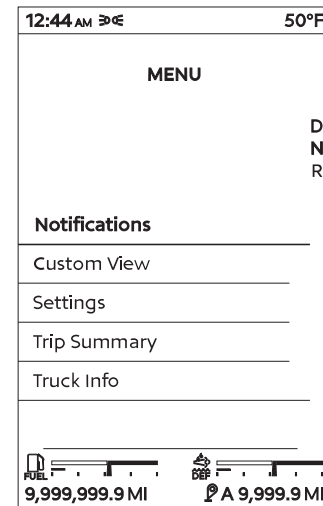 12:44 AM 50°F
MENU
D
N
R
Notifications
Custom View
Settings
Trip Summary
Truck Info
FUEL DEF
9,999,999.9 MI A 9,999.9 MI